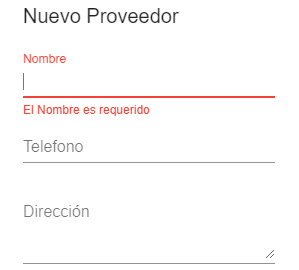 Nuevo Proveedor
Nombre
El Nombre es requerido
Telefono
Dirección